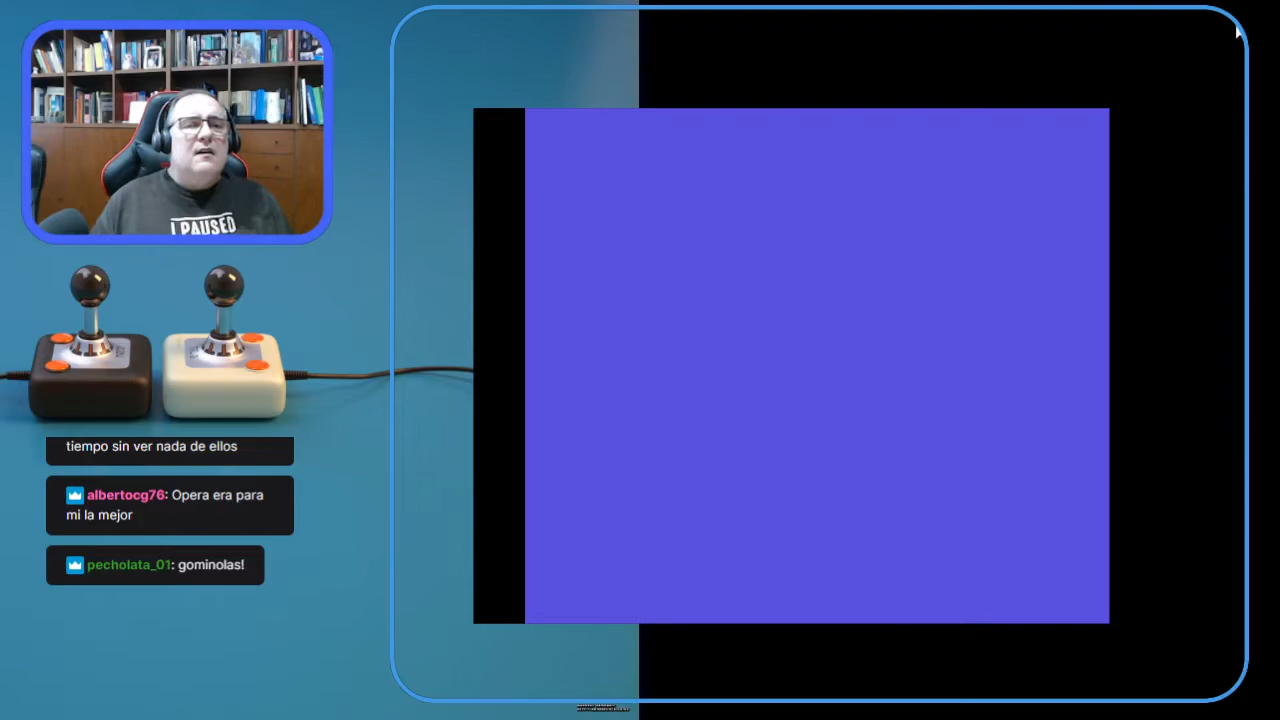 I PAUSED
tiempo sin ver nada de ellos
albertocg76: Opera era para
mi la mejor
pecholata_01: gominolas!